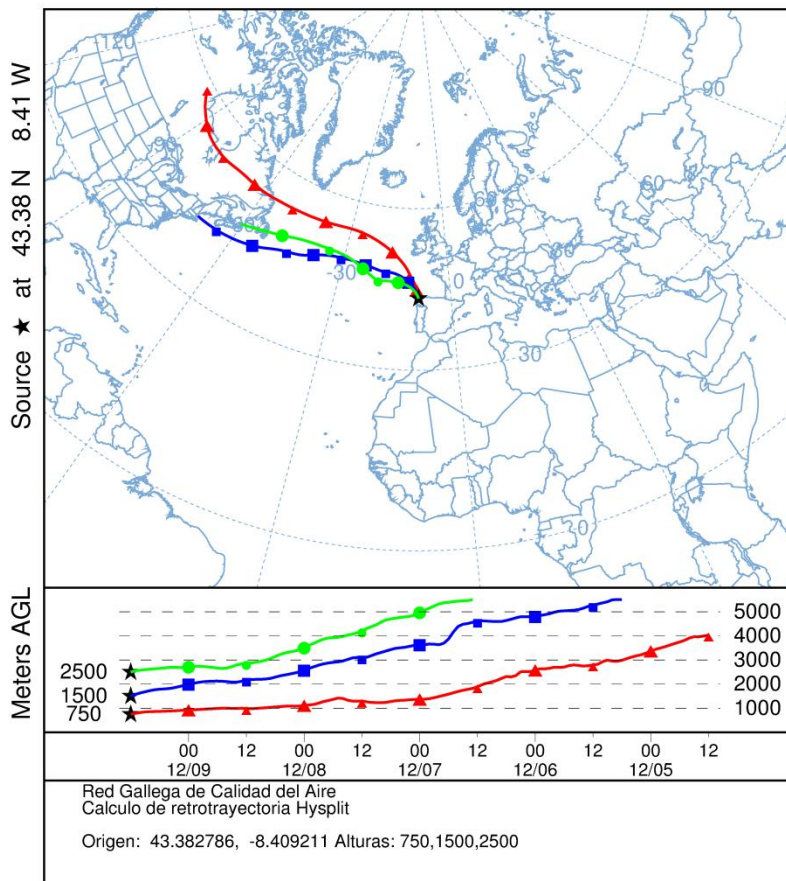 Source ★ at 43.38 N 8.41 W
120
90
90
60
60
60
60
30
0
30
0
Meters AGL
2500
1500
750
5000
4000
3000
2000
1000
00 12 00 12 00 12 00 12 00 12
12/09 12/08 12/07 12/06 12/05
Red Gallega de Calidad del Aire
Calculo de retrotrayectoria Hysplit
Origen: 43.382786, -8.409211 Alturas: 750,1500,2500